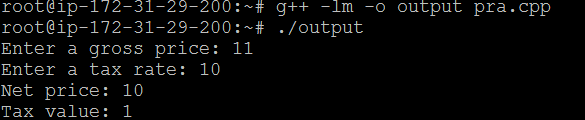 root@ip-172-31-29-200:~# g++ -lm -o output pra.cpp
root@ip-172-31-29-200:~# ./output
Enter a gross price: 11
Enter a tax rate: 10
Net price: 10
Tax value: 1